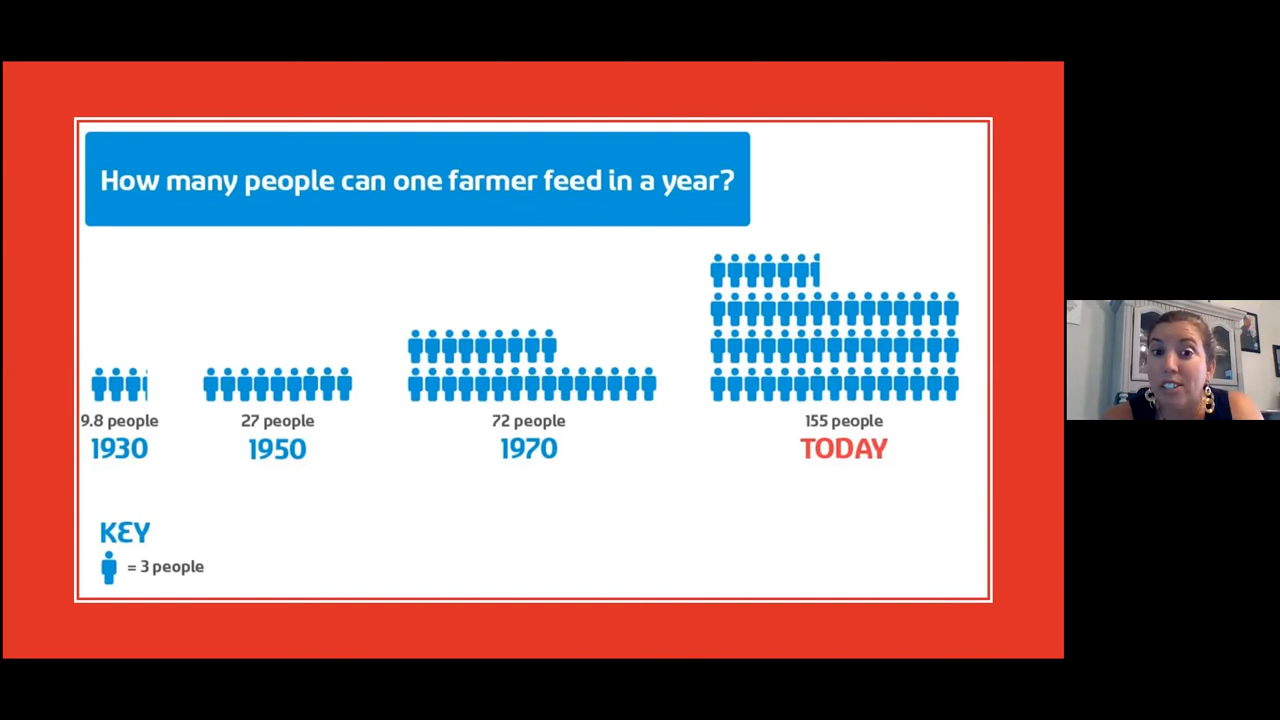 How many people can one farmer feed in a year?
9.8 people
1930
27 people
1950
72 people
1970
155 people
TODAY
KEY
= 3 people